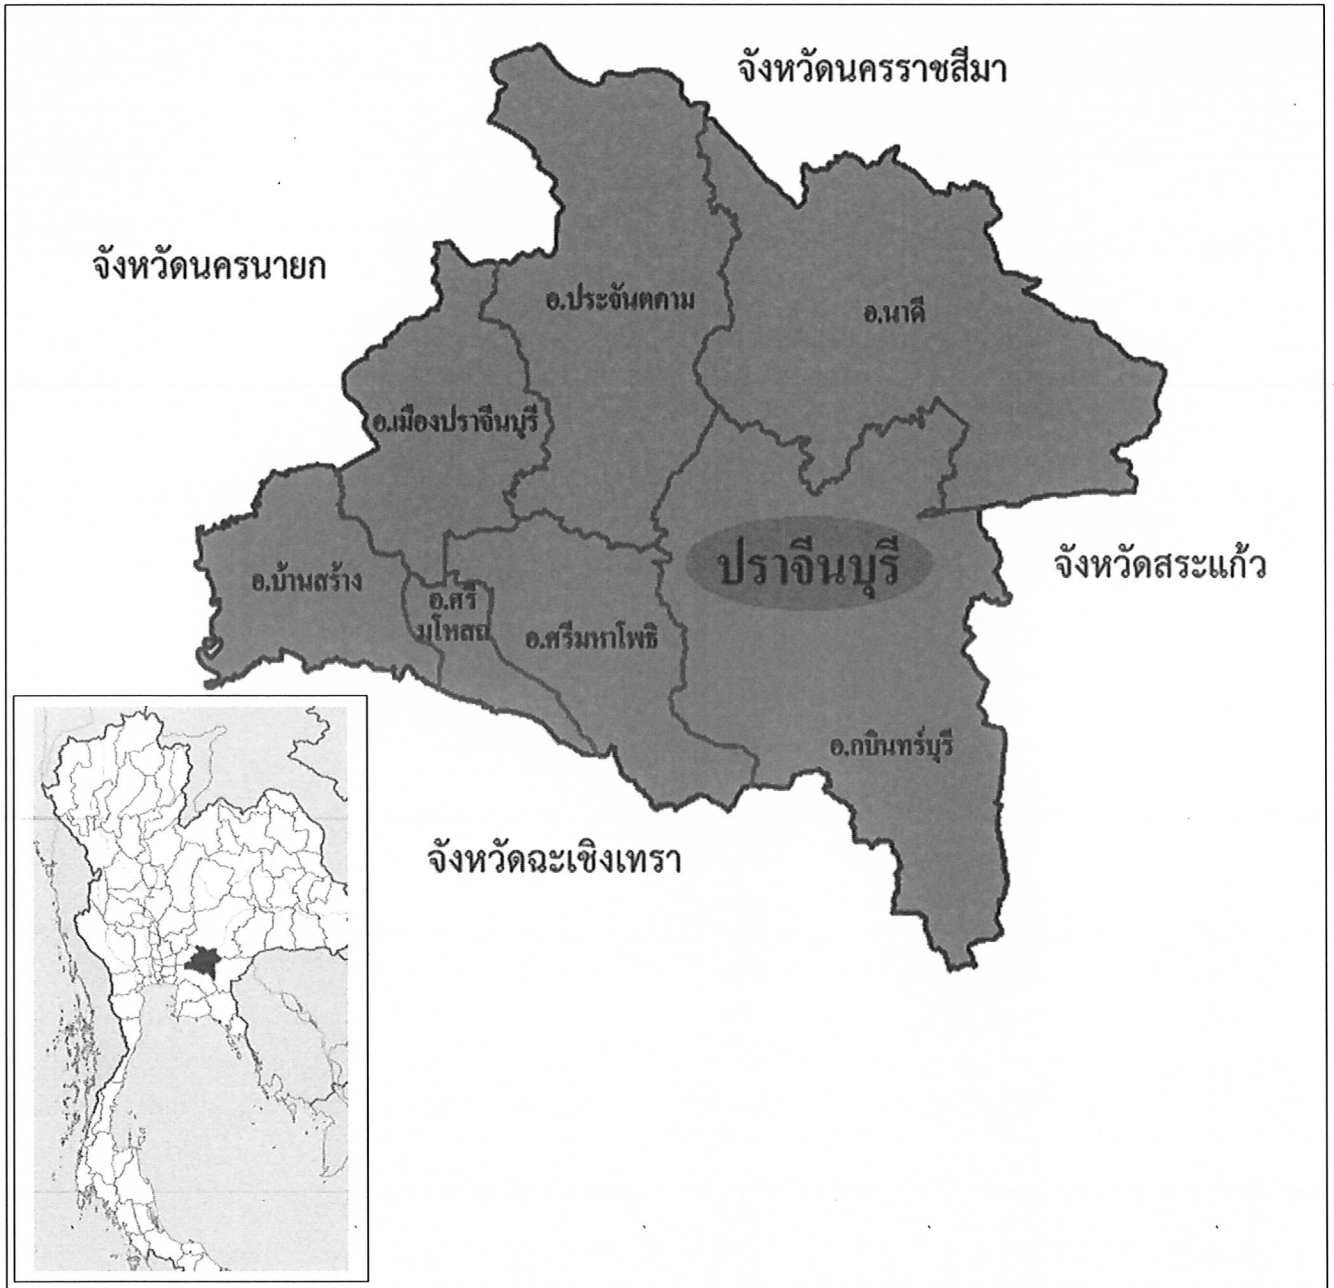 จังหวัดนครราชสีมา
จังหวัดนครนายก
อ.ประจันตคาม
อ.นาดี
อ.เมืองปราจีนบุรี
ปราจีนบุรี
จังหวัดสระแก้ว
อ.บ้านสร้าง
อ.ศรี
มโหสถ
อ.ศรีมหาโพธิ
อ.กบินทร์บุรี
จังหวัดฉะเชิงเทรา